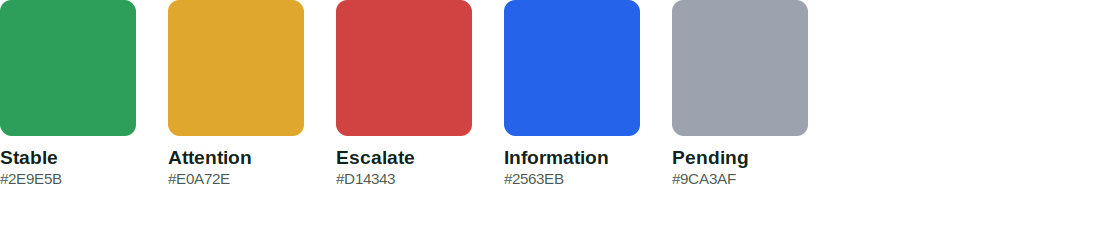 Stable
#2E9E5B
Attention
#E0A72E
Escalate
#D14343
Information
#2563EB
Pending
#9CA3AF